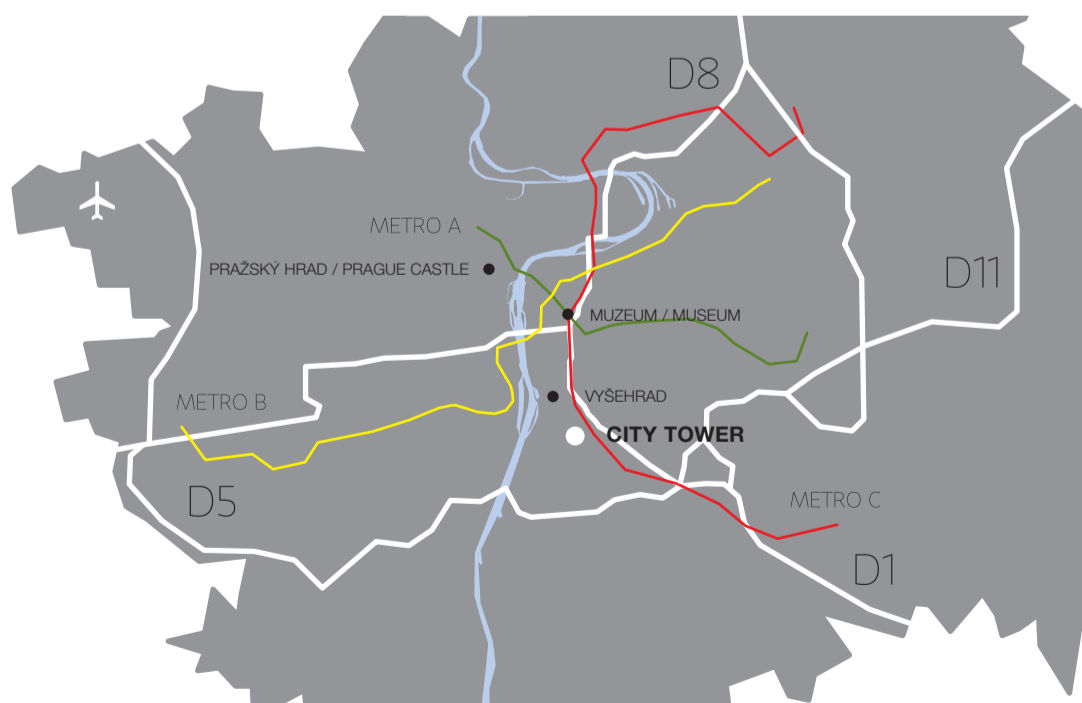 D8
METRO A
PRAŽSKÝ HRAD / PRAGUE CASTLE
D11
MUZEUM / MUSEUM
METRO B
VYŠEHRAD
CITY TOWER
D5
METRO C
D1